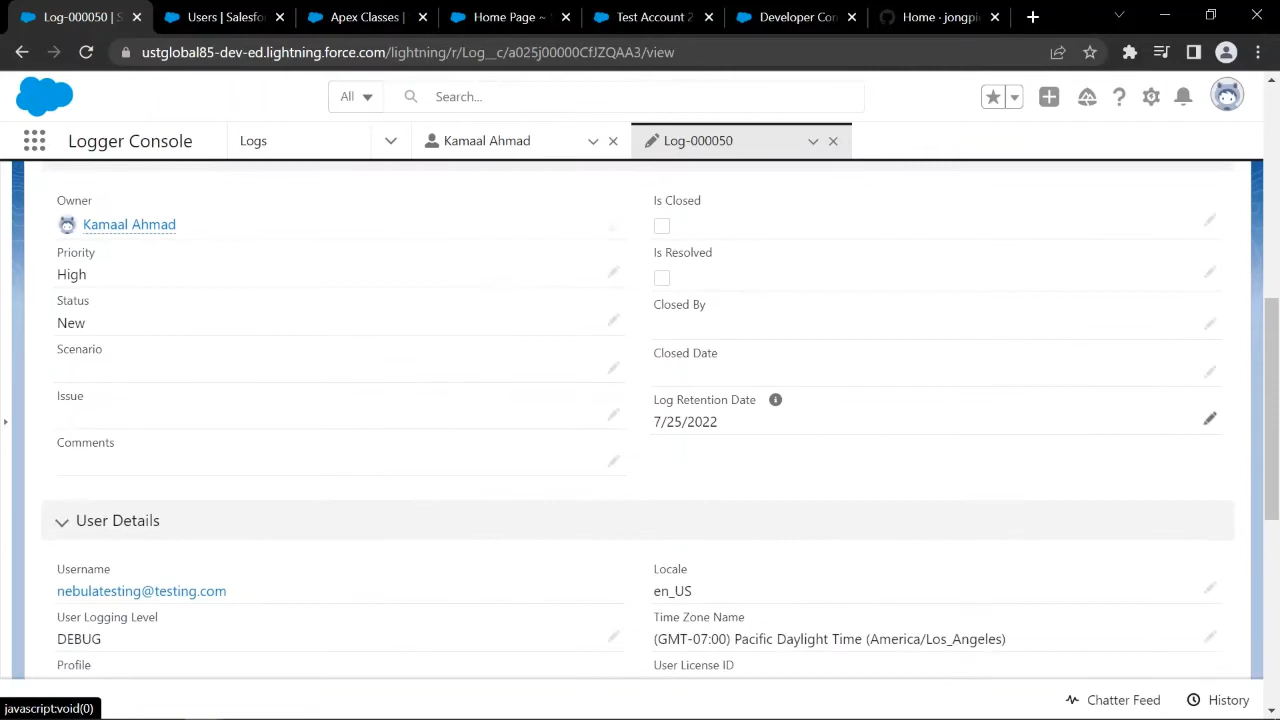 Log-000050 |
Users | Salesfo
Apex Classes |
Home Page ~
Test Account 2
Developer Con
Home · jongpi
ustglobal85-dev-ed.lightning.force.com/lightning/r/Log__c/a025j00000CfJZQAA3/view
All
Search...
Logger Console
Logs
Kamaal Ahmad
Log-000050
Owner
Kamaal Ahmad
Priority
High
Status
New
Scenario
Issue
Comments
Is Closed
Is Resolved
Closed By
Closed Date
Log Retention Date
7/25/2022
User Details
Username
nebulatesting@testing.com
User Logging Level
DEBUG
Profile
Locale
en_US
Time Zone Name
(GMT-07:00) Pacific Daylight Time (America/Los_Angeles)
User License ID
javascript:void(0)
Chatter Feed
History